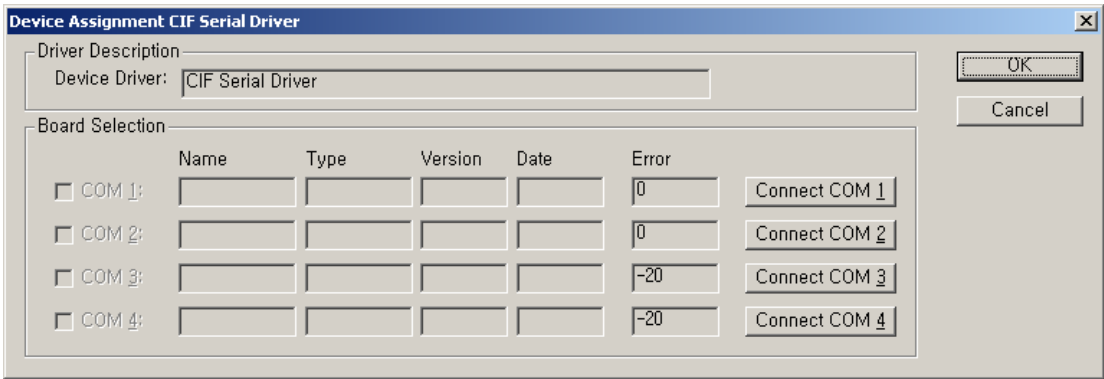 Device Assignment CIF Serial Driver
Driver Description
Device Driver: CIF Serial Driver
OK
Cancel
Board Selection
Name Type Version Date Error
COM 1: 0 Connect COM 1
COM 2: 0 Connect COM 2
COM 3: -20 Connect COM 3
COM 4: -20 Connect COM 4